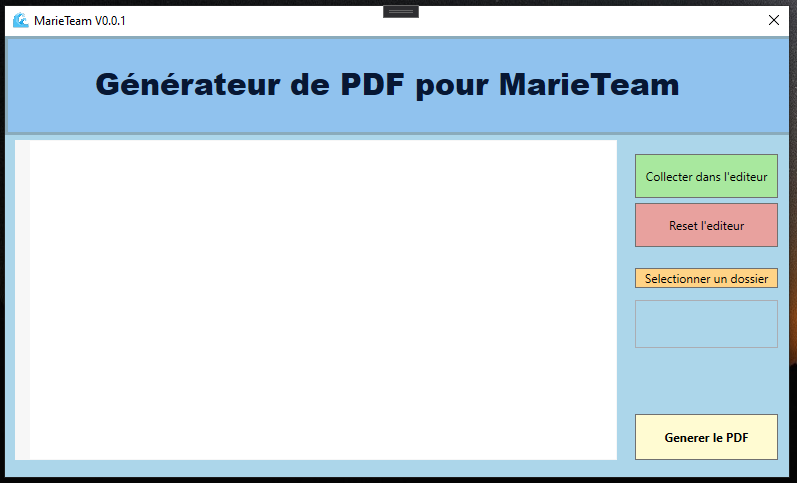 MarieTeam V0.0.1
Générateur de PDF pour MarieTeam
Collecter dans l'editeur
Reset l'editeur
Selectionner un dossier
Generer le PDF